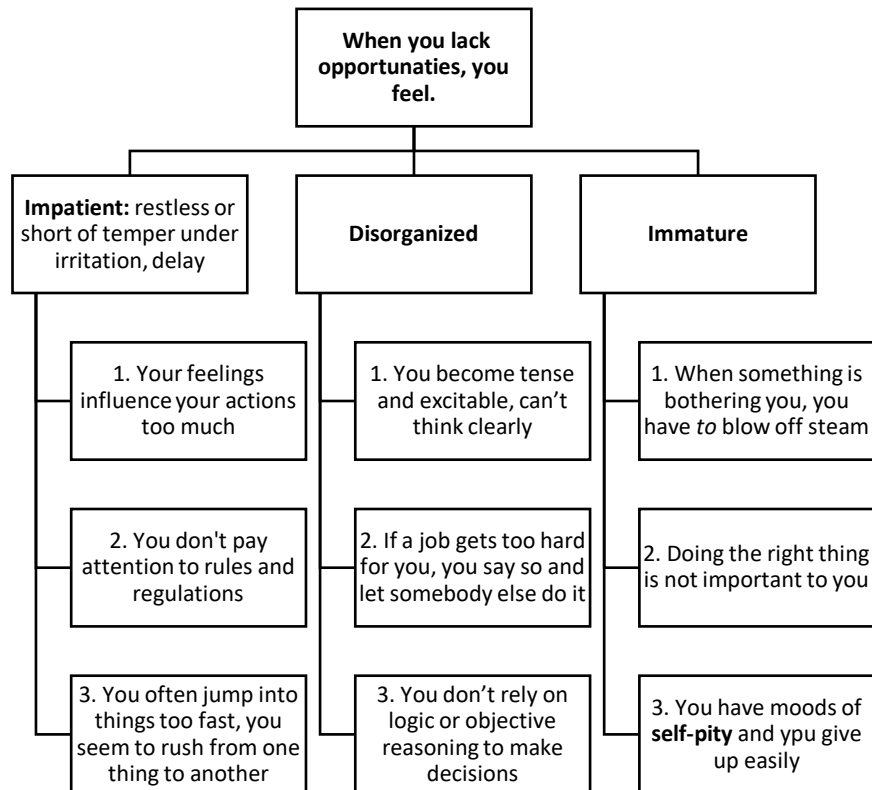 When you lack
opportunaties, you
feel.
Impatient: restless or
short of temper under
irritation, delay
Disorganized
Immature
1. Your feelings
influence your actions
too much
1. You become tense
and excitable, can’t
think clearly
1. When something is
bothering you, you
have to blow off steam
2. You don't pay
attention to rules and
regulations
2. If a job gets too hard
for you, you say so and
let somebody else do it
2. Doing the right thing
is not important to you
3. You often jump into
things too fast, you
seem to rush from one
thing to another
3. You don’t rely on
logic or objective
reasoning to make
decisions
3. You have moods of
self-pity and ypu give
up easily